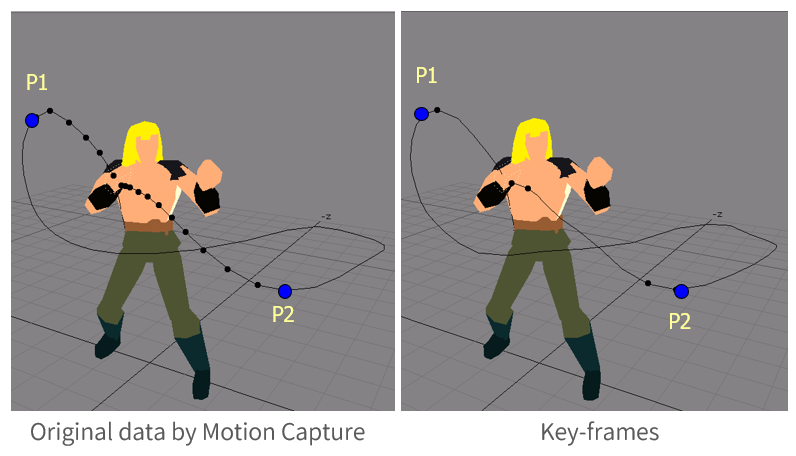 P1
-z
P2
Original data by Motion Capture
P1
-z
P2
Key-frames